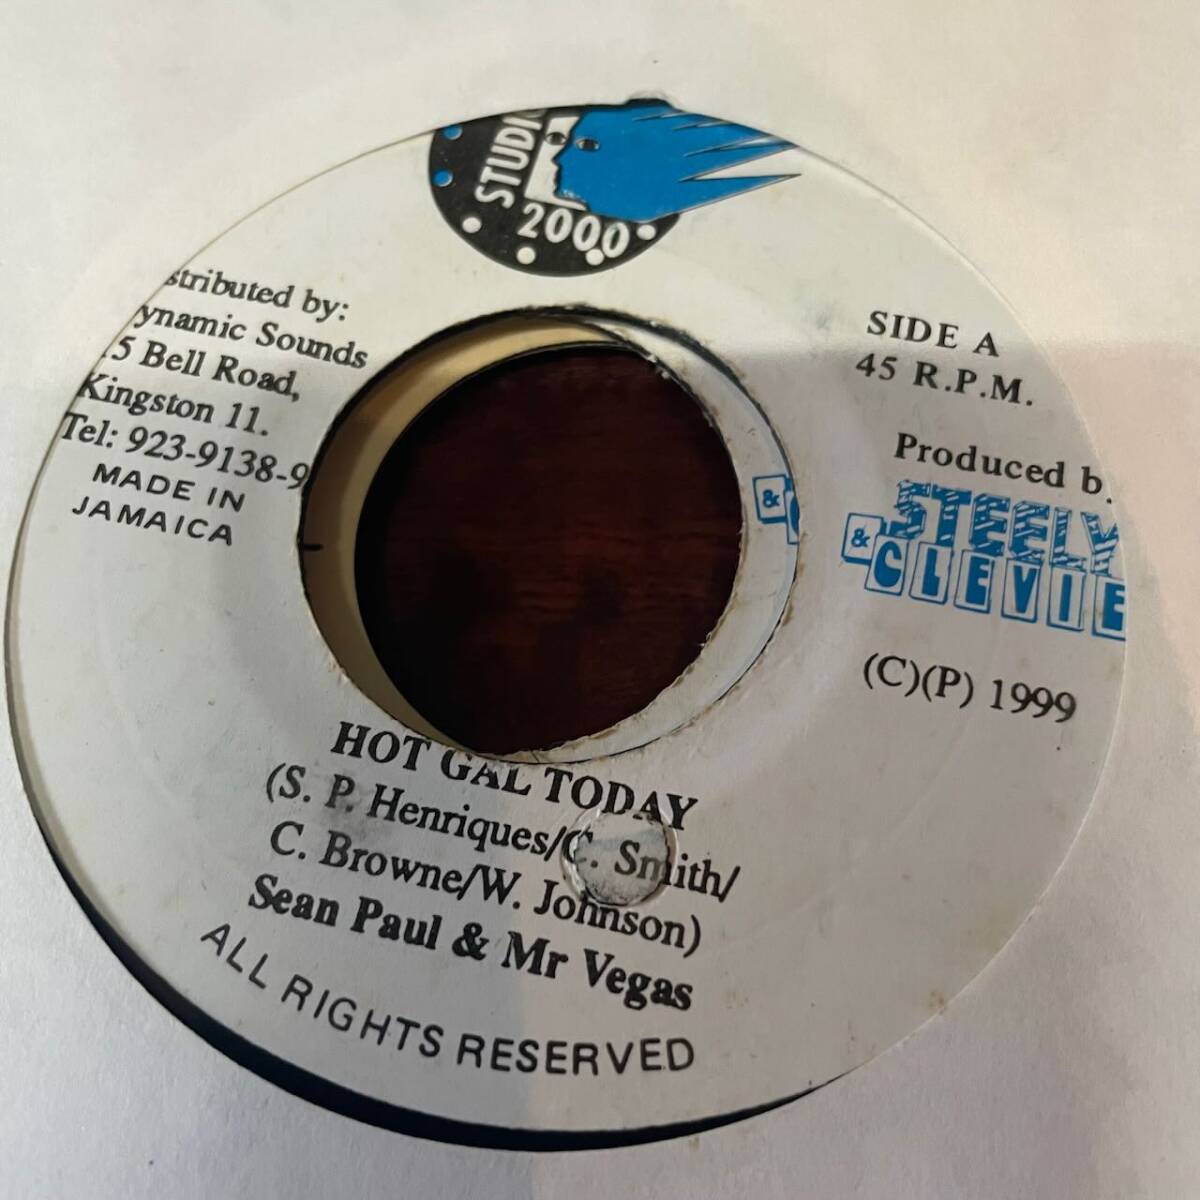 STUDIO
2000
stributed by:
ynamic Sounds
15 Bell Road,
Kingston 11.
Tel: 923-9138-9
MADE IN
JAMAICA
SIDE A
45 R.P.M.
Produced b
STEELY
& CLEVIE
&
(C)(P) 1999
HOT GAL TODAY
(S. P. Henriques/C. Smith/
C. Browne/W. Johnson)
Sean Paul & Mr Vegas
ALL RIGHTS RESERVED